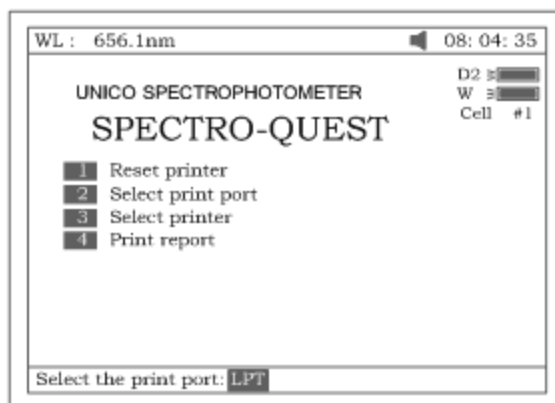 WL : 656.1nm 08: 04: 35
D2
UNICO SPECTROPHOTOMETER W
Cell #1
SPECTRO-QUEST
1 Reset printer
2 Select print port
3 Select printer
4 Print report
Select the print port: LPT